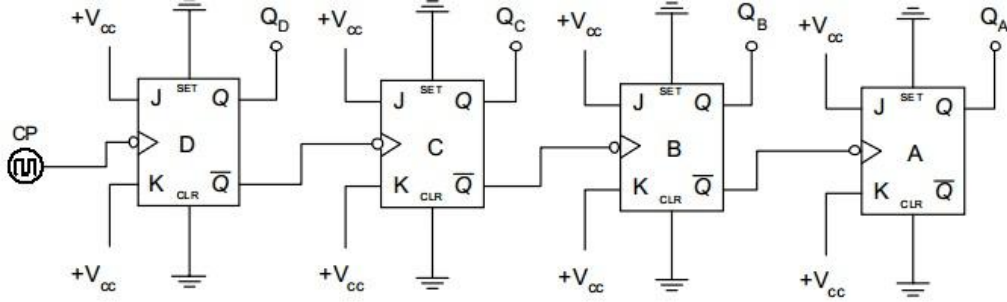 +Vcc QD +Vcc QC +Vcc QB +Vcc QA
J SET Q J SET Q J SET Q J SET Q
CP D C B A
K CLR Q̅ K CLR Q̅ K CLR Q̅ K CLR Q̅
+Vcc +Vcc +Vcc +Vcc